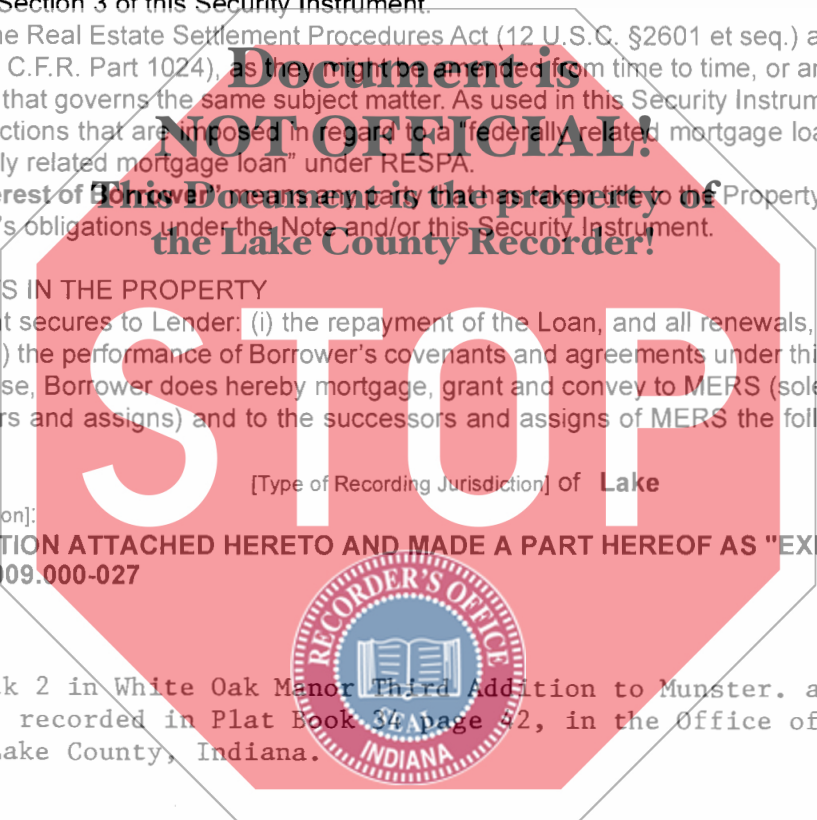 Section 3 of this Security Instrument.
ne Real Estate Settlement Procedures Act (12 U.S.C. §2601 et seq.) a
C.F.R. Part 1024), as they might be amended from time to time, or a
Document is
that governs the same subject matter. As used in this Security Instrum
ctions that are imposed in regard to a "federally related mortgage loa
NOT OFFICIAL!
ly related mortgage loan" under RESPA.
erest of Borrower" means any party that has taken title to the Property
This Document is the property of
's obligations under the Note and/or this Security Instrument.
the Lake County Recorder!
S IN THE PROPERTY
t secures to Lender: (i) the repayment of the Loan, and all renewals,
) the performance of Borrower's covenants and agreements under thi
se, Borrower does hereby mortgage, grant and convey to MERS (sole
rs and assigns) and to the successors and assigns of MERS the foll
STOP
[Type of Recording Jurisdiction] of Lake
on]:
TION ATTACHED HERETO AND MADE A PART HEREOF AS "EXI
09.000-027
RECORDER'S OFFICE
SEAL
INDIANA
k 2 in White Oak Manor Third Addition to Munster. a
recorded in Plat Book 34 page 42, in the Office of
Lake County, Indiana.